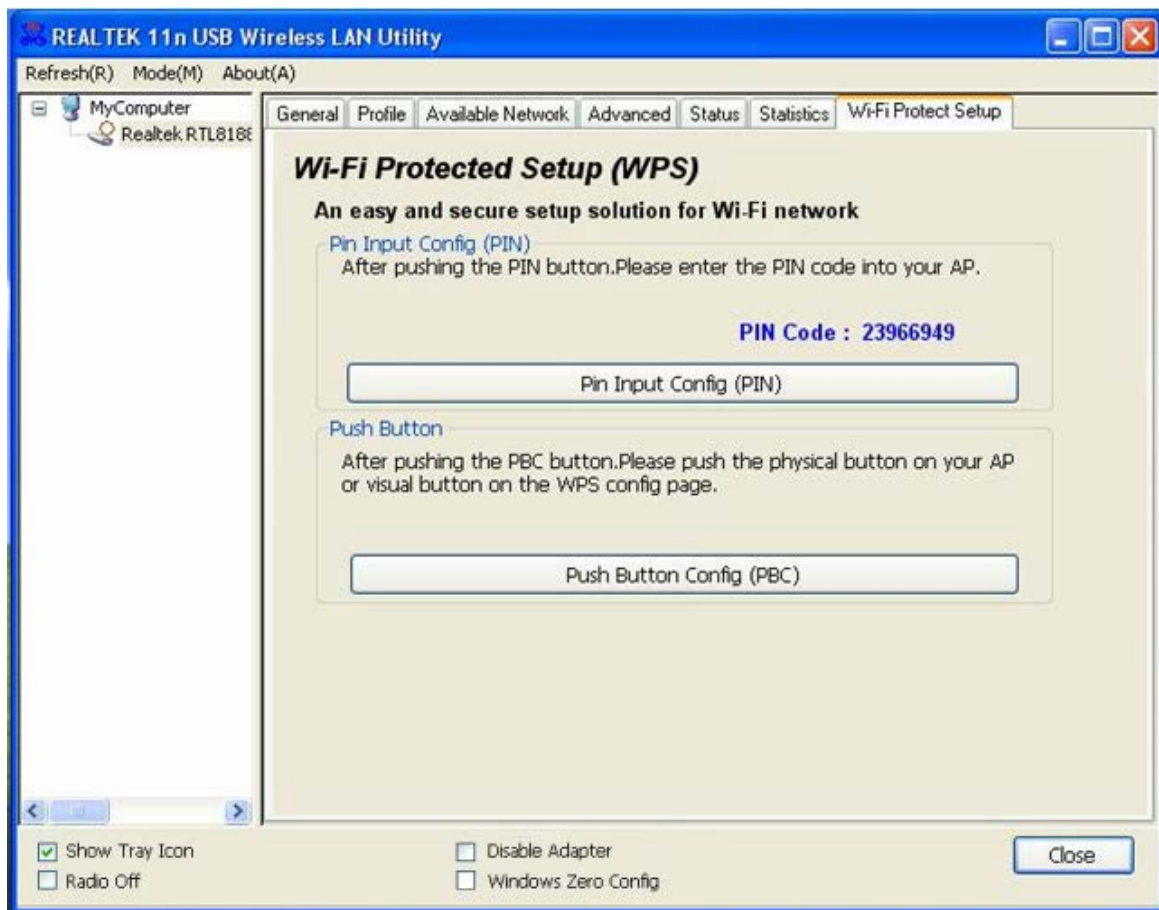 REALTEK 11n USB Wireless LAN Utility
Refresh(R) Mode(M) About(A)
MyComputer
Realtek RTL8188
General Profile Available Network Advanced Status Statistics Wi-Fi Protect Setup
Wi-Fi Protected Setup (WPS)
An easy and secure setup solution for Wi-Fi network
Pin Input Config (PIN)
After pushing the PIN button.Please enter the PIN code into your AP.
PIN Code : 23966949
Pin Input Config (PIN)
Push Button
After pushing the PBC button.Please push the physical button on your AP
or visual button on the WPS config page.
Push Button Config (PBC)
Show Tray Icon
Disable Adapter
Close
Radio Off
Windows Zero Config